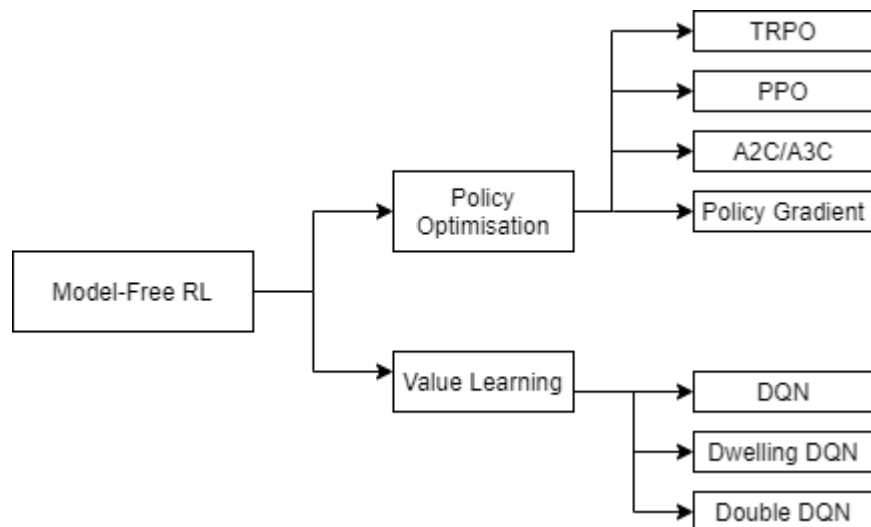 TRPO
PPO
A2C/A3C
Policy Gradient
Policy
Optimisation
Model-Free RL
Value Learning
DQN
Dwelling DQN
Double DQN